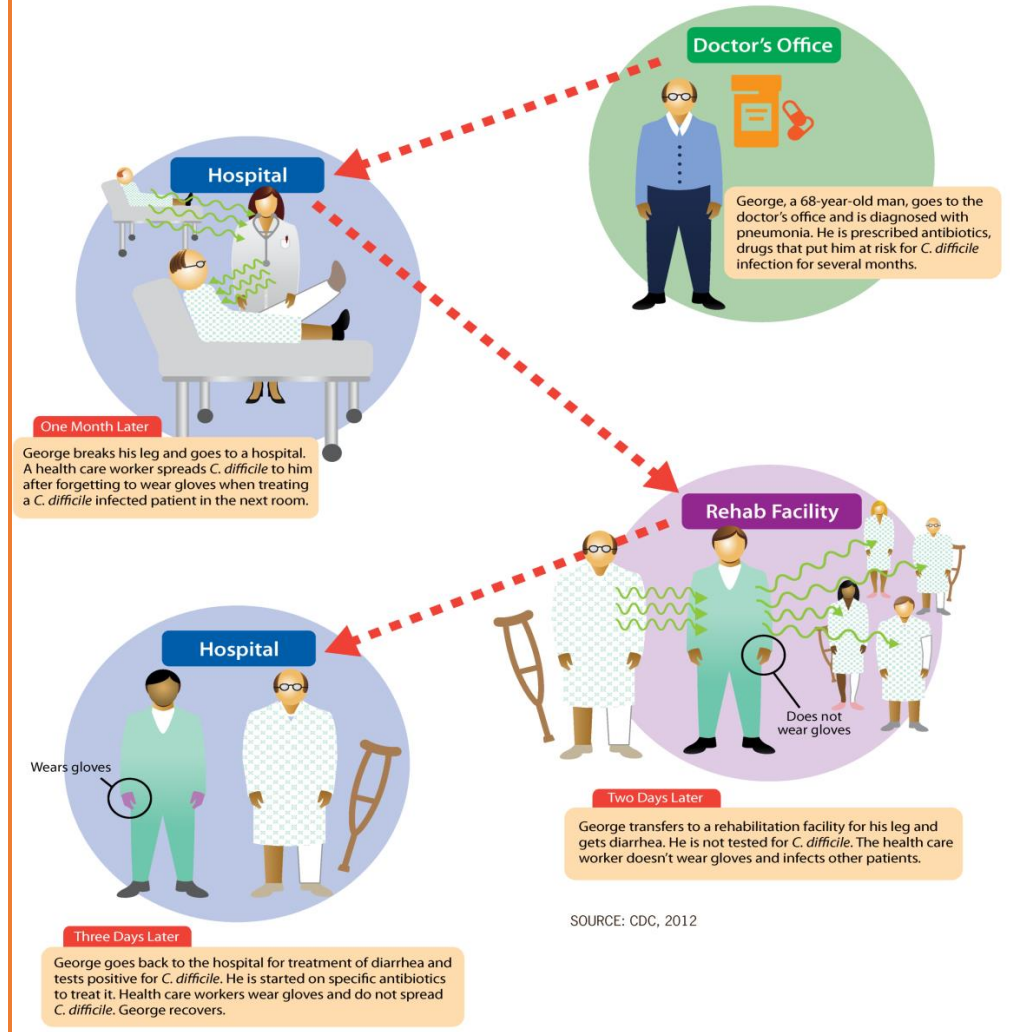 Doctor's Office
George, a 68-year-old man, goes to the
doctor's office and is diagnosed with
pneumonia. He is prescribed antibiotics,
drugs that put him at risk for C. difficile
infection for several months.
Hospital
One Month Later
George breaks his leg and goes to a hospital.
A health care worker spreads C. difficile to him
after forgetting to wear gloves when treating
a C. difficile infected patient in the next room.
Rehab Facility
Does not
wear gloves
Two Days Later
George transfers to a rehabilitation facility for his leg and
gets diarrhea. He is not tested for C. difficile. The health care
worker doesn't wear gloves and infects other patients.
Hospital
Wears gloves
Three Days Later
George goes back to the hospital for treatment of diarrhea and
tests positive for C. difficile. He is started on specific antibiotics
to treat it. Health care workers wear gloves and do not spread
C. difficile. George recovers.
SOURCE: CDC, 2012